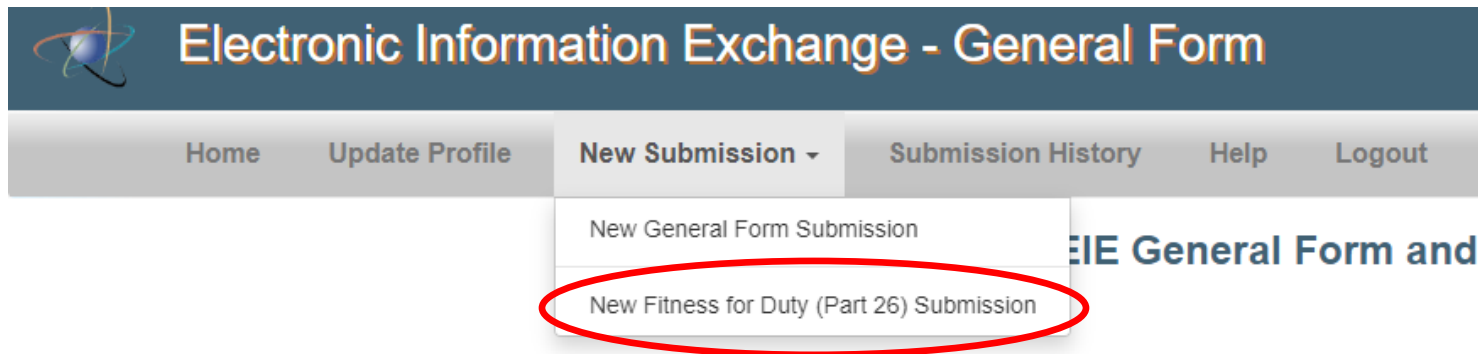 Electronic Information Exchange - General Form
Home Update Profile New Submission Submission History Help Logout
New General Form Submission
EIE General Form and
New Fitness for Duty (Part 26) Submission